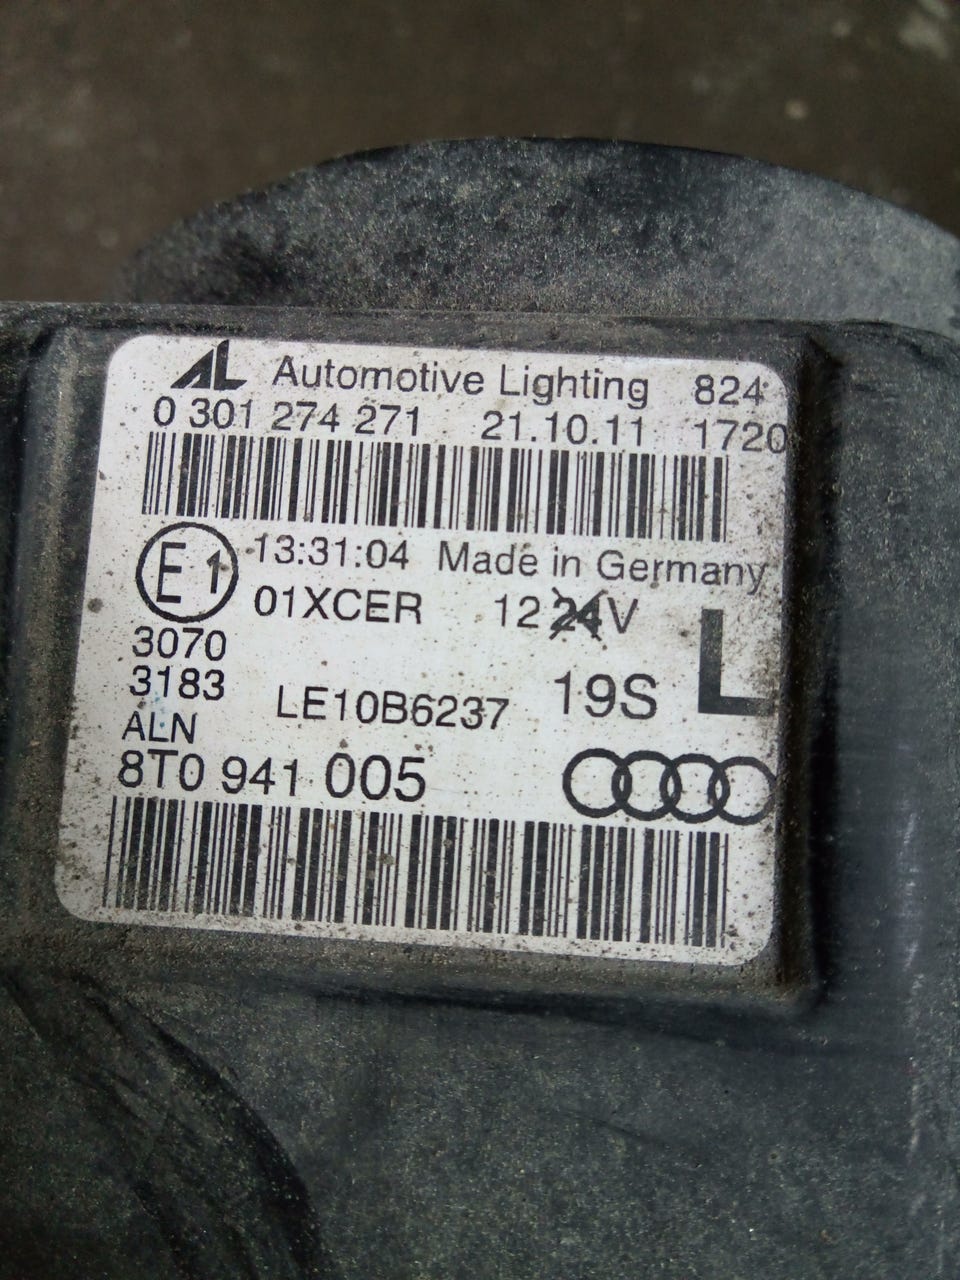 AL Automotive Lighting 824
0 301 274 271 21.10.11 1720
E1 13:31:04 Made in Germany
01XCER 12 24V
3070
3183 LE10B6237 19S L
ALN
8T0 941 005